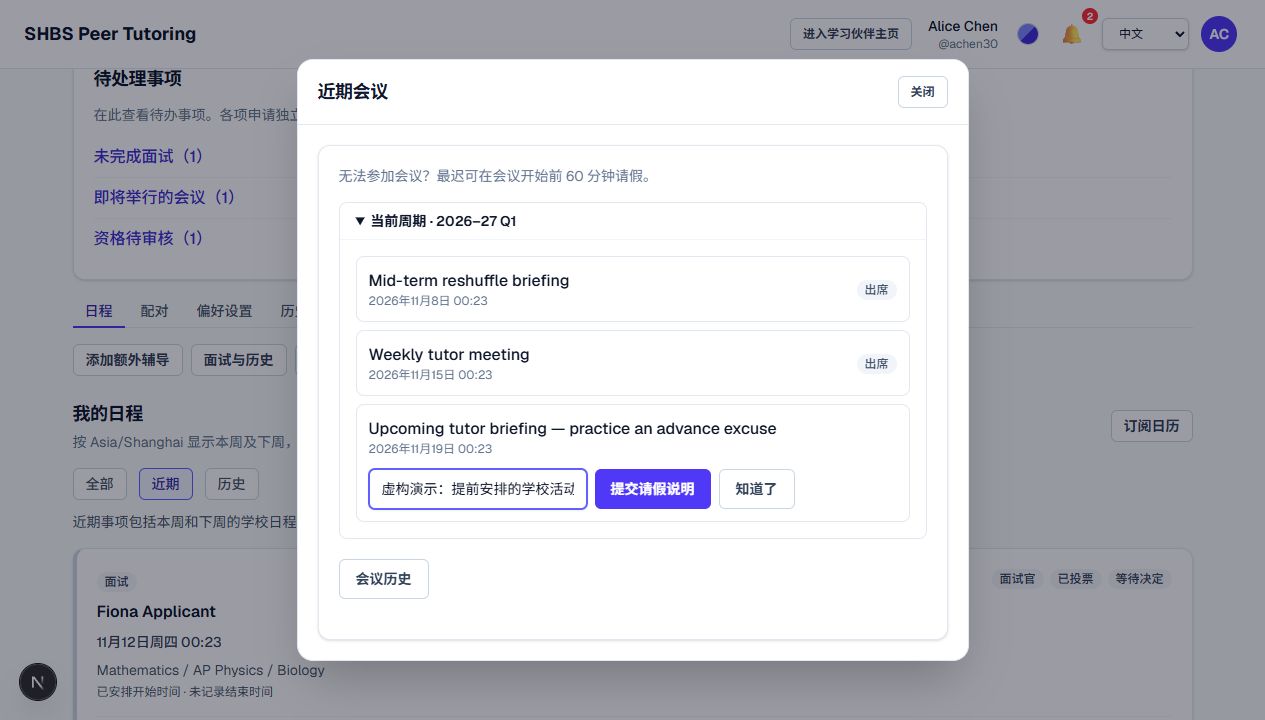 SHBS Peer Tutoring
进入学习伙伴主页
Alice Chen
@achen30
2
中文
AC
待处理事项
在此查看待办事项。各项申请独立
未完成面试（1）
即将举行的会议（1）
资格待审核（1）
日程
配对
偏好设置
添加额外辅导
面试与历史
我的日程
按 Asia/Shanghai 显示本周及下周，
订阅日历
全部
近期
历史
近期事项包括本周和下周的学校日程
面试
面试官
已投票
等待决定
Fiona Applicant
11月12日周四 00:23
Mathematics / AP Physics / Biology
已安排开始时间 · 未记录结束时间
N
近期会议
关闭
无法参加会议？最迟可在会议开始前 60 分钟请假。
▼ 当前周期 · 2026–27 Q1
Mid-term reshuffle briefing
2026年11月8日 00:23
出席
Weekly tutor meeting
2026年11月15日 00:23
出席
Upcoming tutor briefing — practice an advance excuse
2026年11月19日 00:23
虚构演示：提前安排的学校活动
提交请假说明
知道了
会议历史